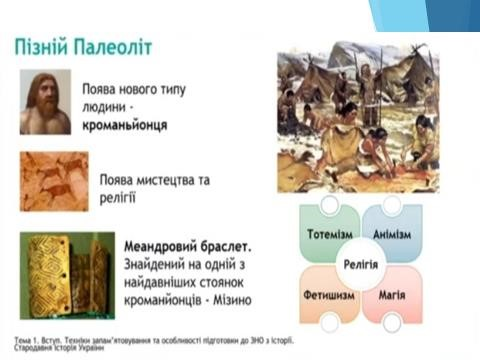 Пізній Палеоліт
Поява нового типу
людини -
кроманьйонця
Поява мистецтва та
релігії
Меандровий браслет.
Знайдений на одній з
найдавніших стоянок
кроманйонців - Мізино
Тотемізм
Анімізм
Релігія
Фетишизм
Магія
Тема 1. Вступ. Техніки запам'ятовування та особливості підготовки до ЗНО з історії.
Стародавня історія України